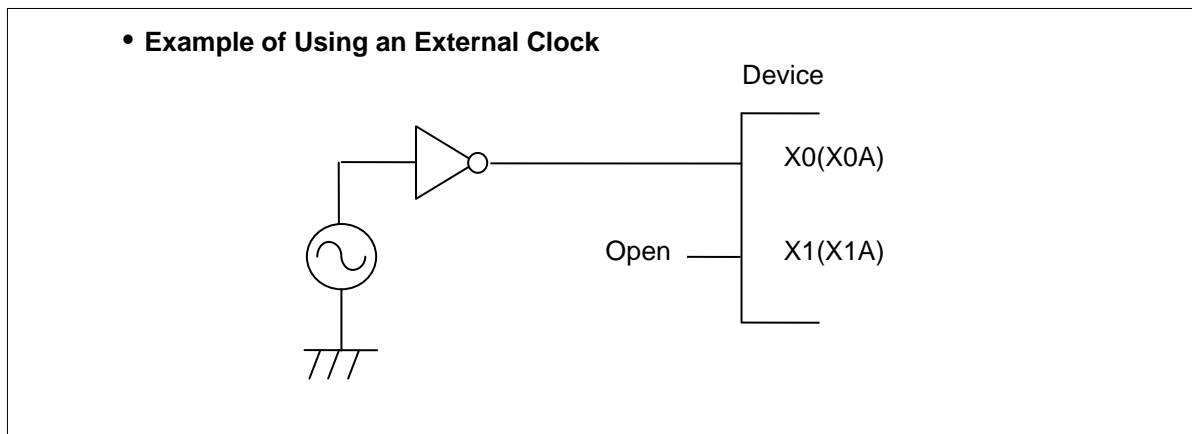 • Example of Using an External Clock
Device
X0(X0A)
Open X1(X1A)